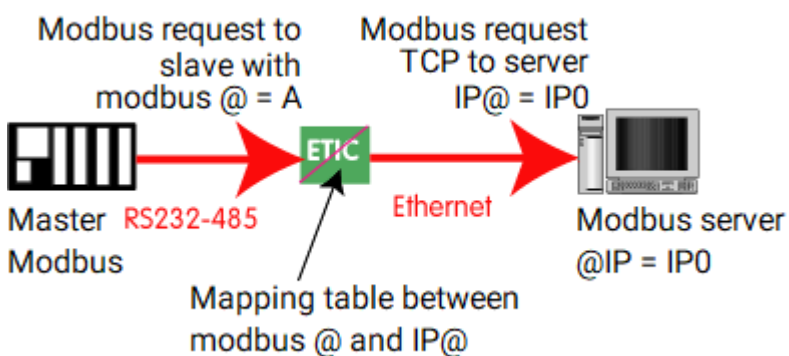 Modbus request to
slave with
modbus @ = A
Modbus request
TCP to server
IP@ = IP0
ETIC
RS232-485
Ethernet
Master
Modbus
Modbus server
@IP = IP0
Mapping table between
modbus @ and IP@